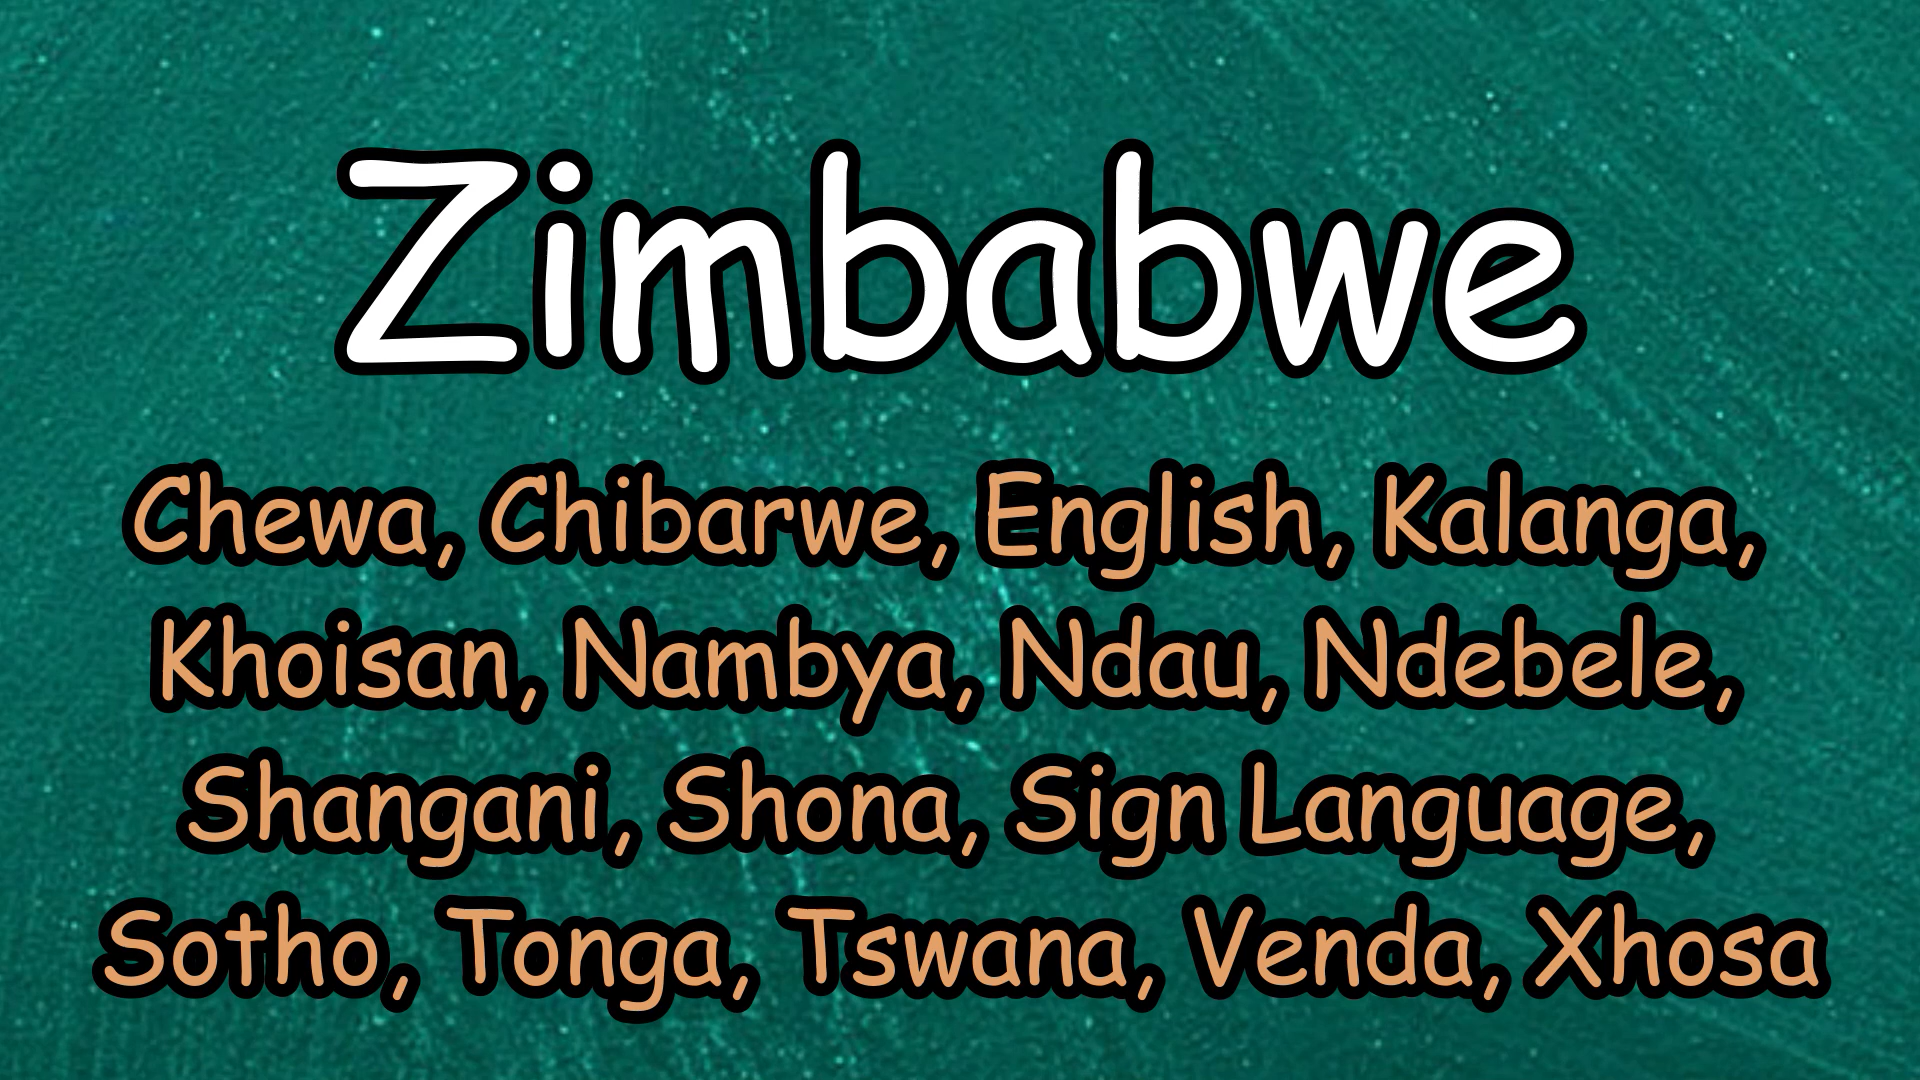 Zimbabwe
Chewa, Chibarwe, English, Kalanga,
Khoisan, Nambya, Ndau, Ndebele,
Shangani, Shona, Sign Language,
Sotho, Tonga, Tswana, Venda, Xhosa